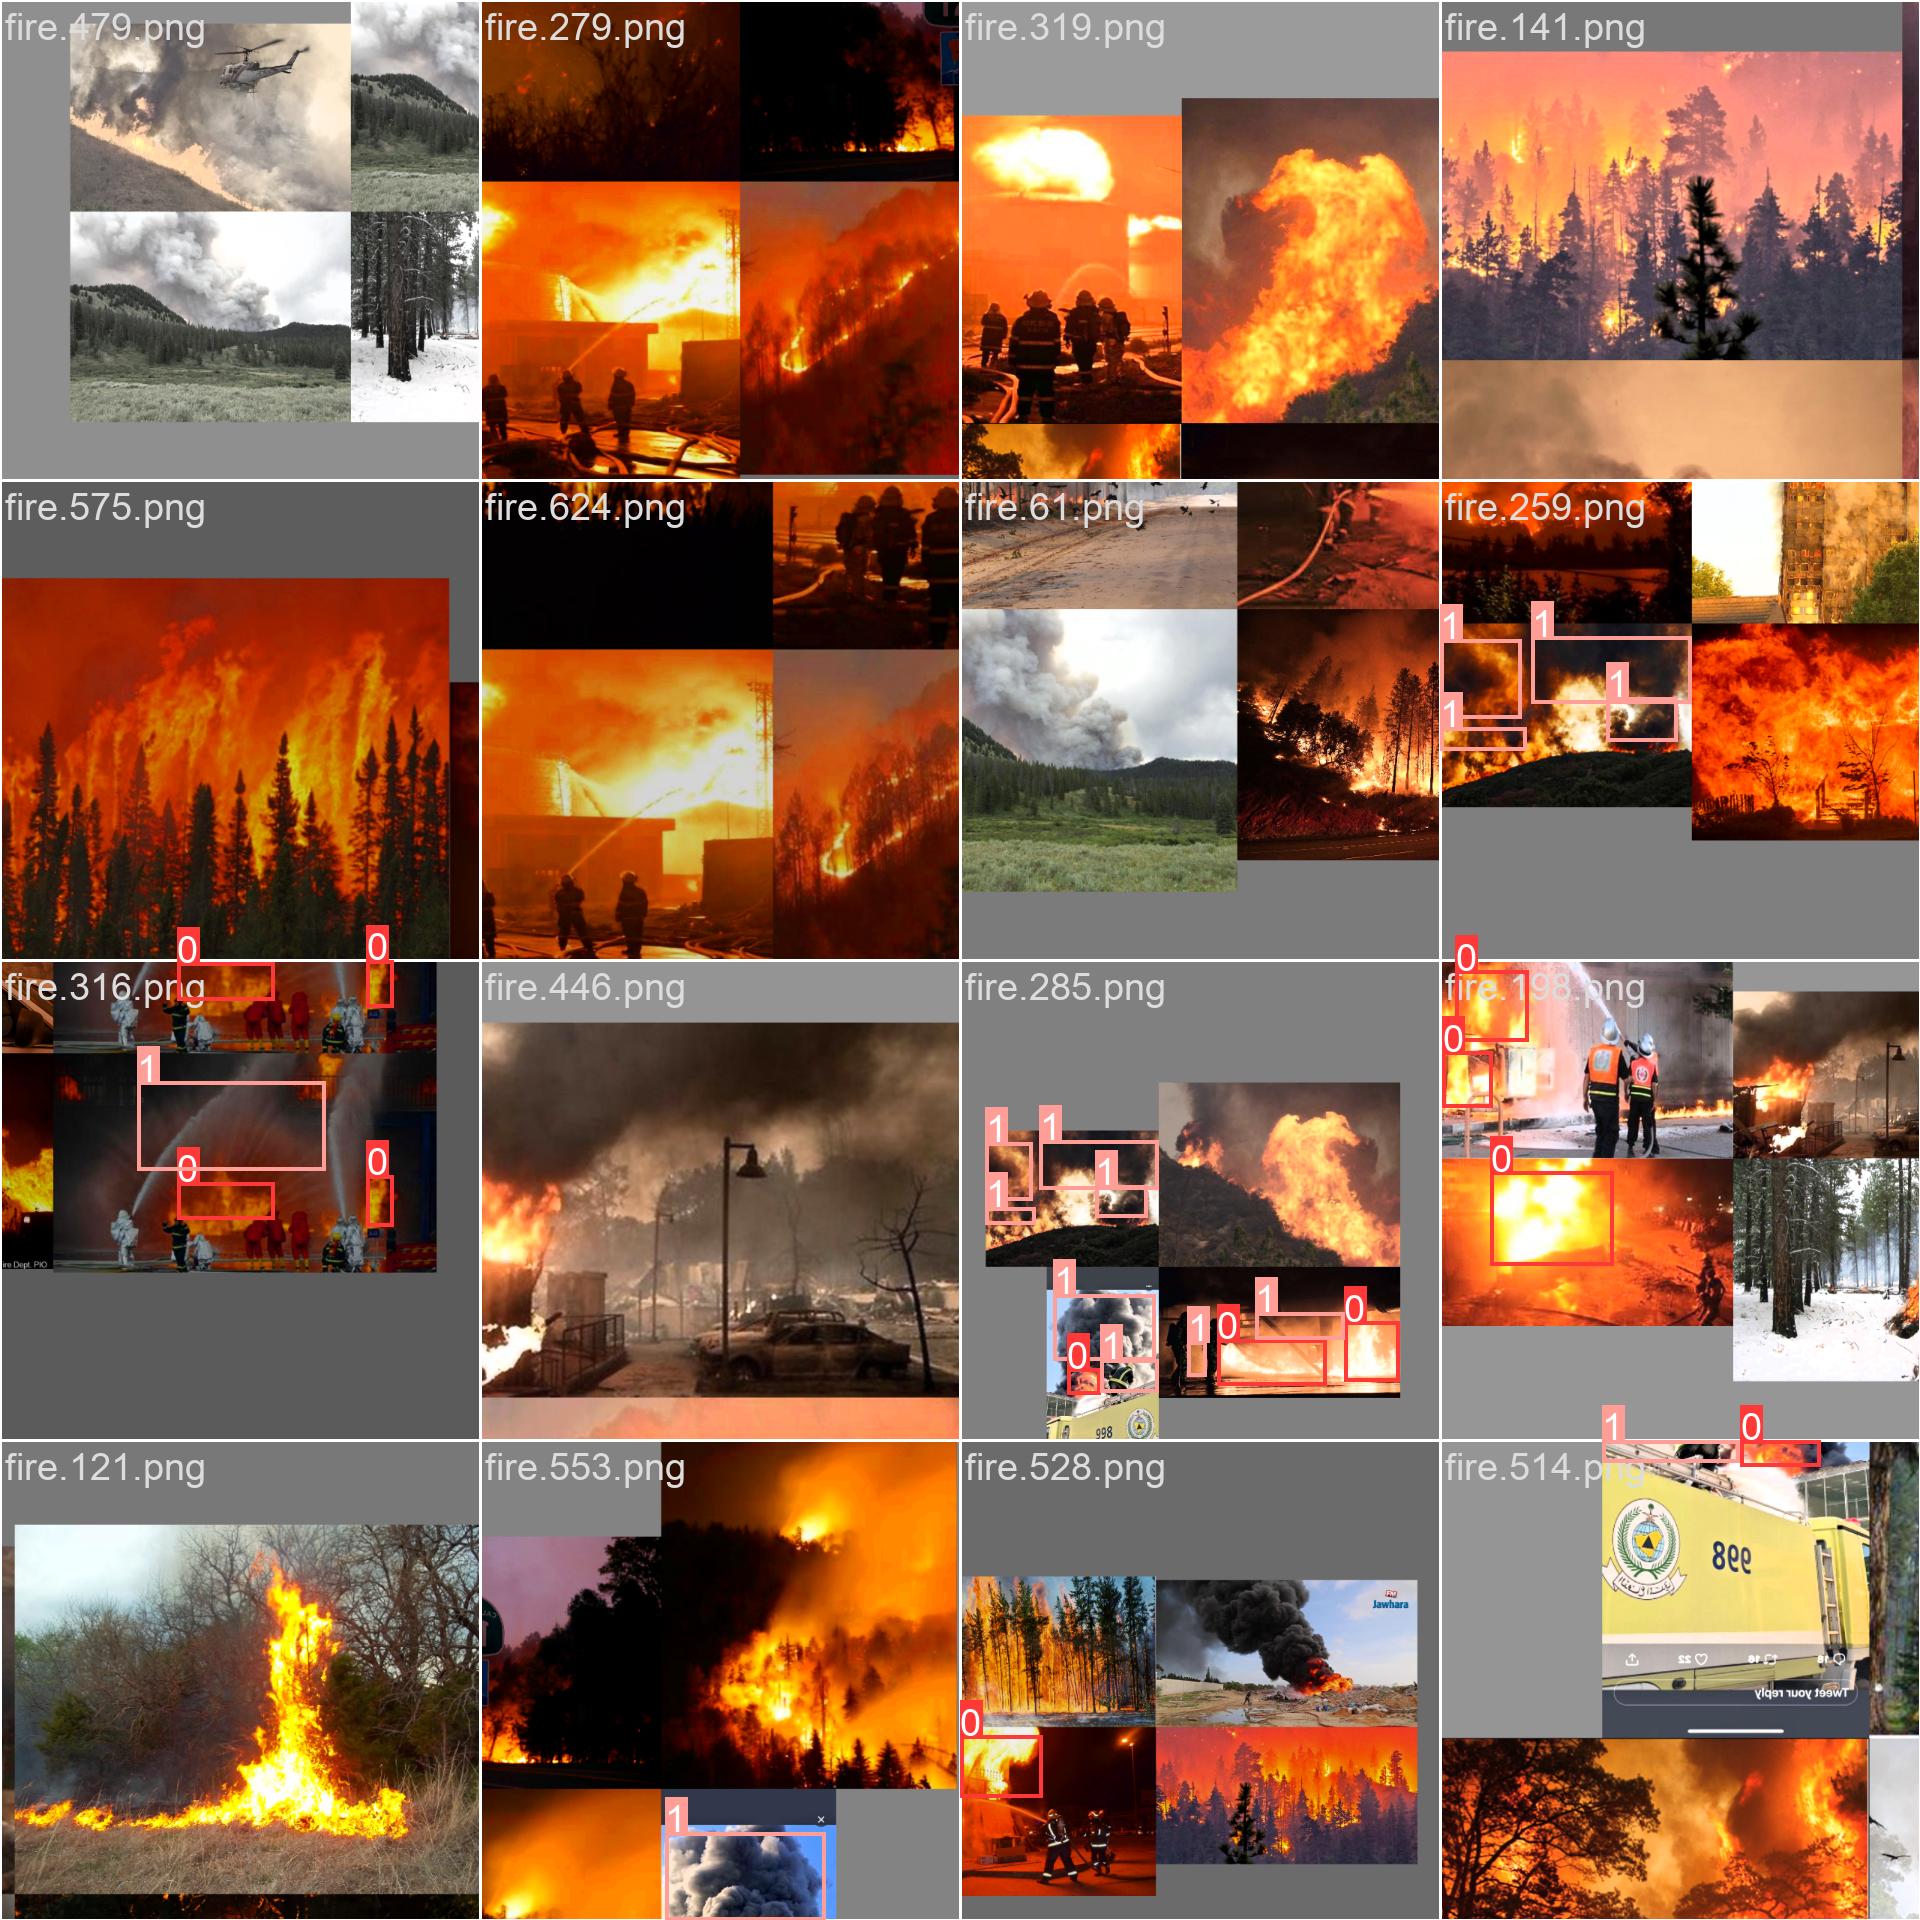 fire.479.png
fire.279.png
fire.319.png
fire.141.png
fire.575.png
fire.624.png
fire.61.png
fire.259.png
1
1
1
1
0
0
fire.316.png
1
0
0
ire Dept. PIO
fire.446.png
fire.285.png
1
1
1
1
1
0
1
1
0
1
0
998
0
fire.198.png
0
0
fire.121.png
fire.553.png
1
×
fire.528.png
Jawhara
0
1
0
fire.514.png
998
22
16
18
Tweet your reply